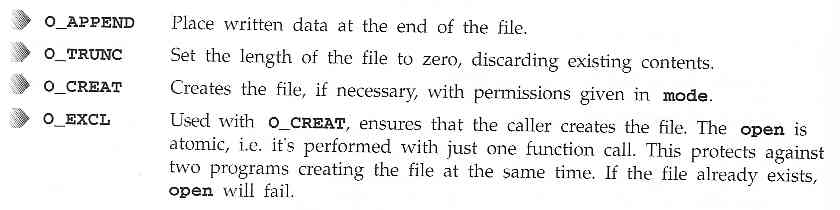 O_APPEND Place written data at the end of the file.
O_TRUNC Set the length of the file to zero, discarding existing contents.
O_CREAT Creates the file, if necessary, with permissions given in mode.
O_EXCL Used with O_CREAT, ensures that the caller creates the file. The open is
atomic, i.e. it's performed with just one function call. This protects against
two programs creating the file at the same time. If the file already exists,
open will fail.